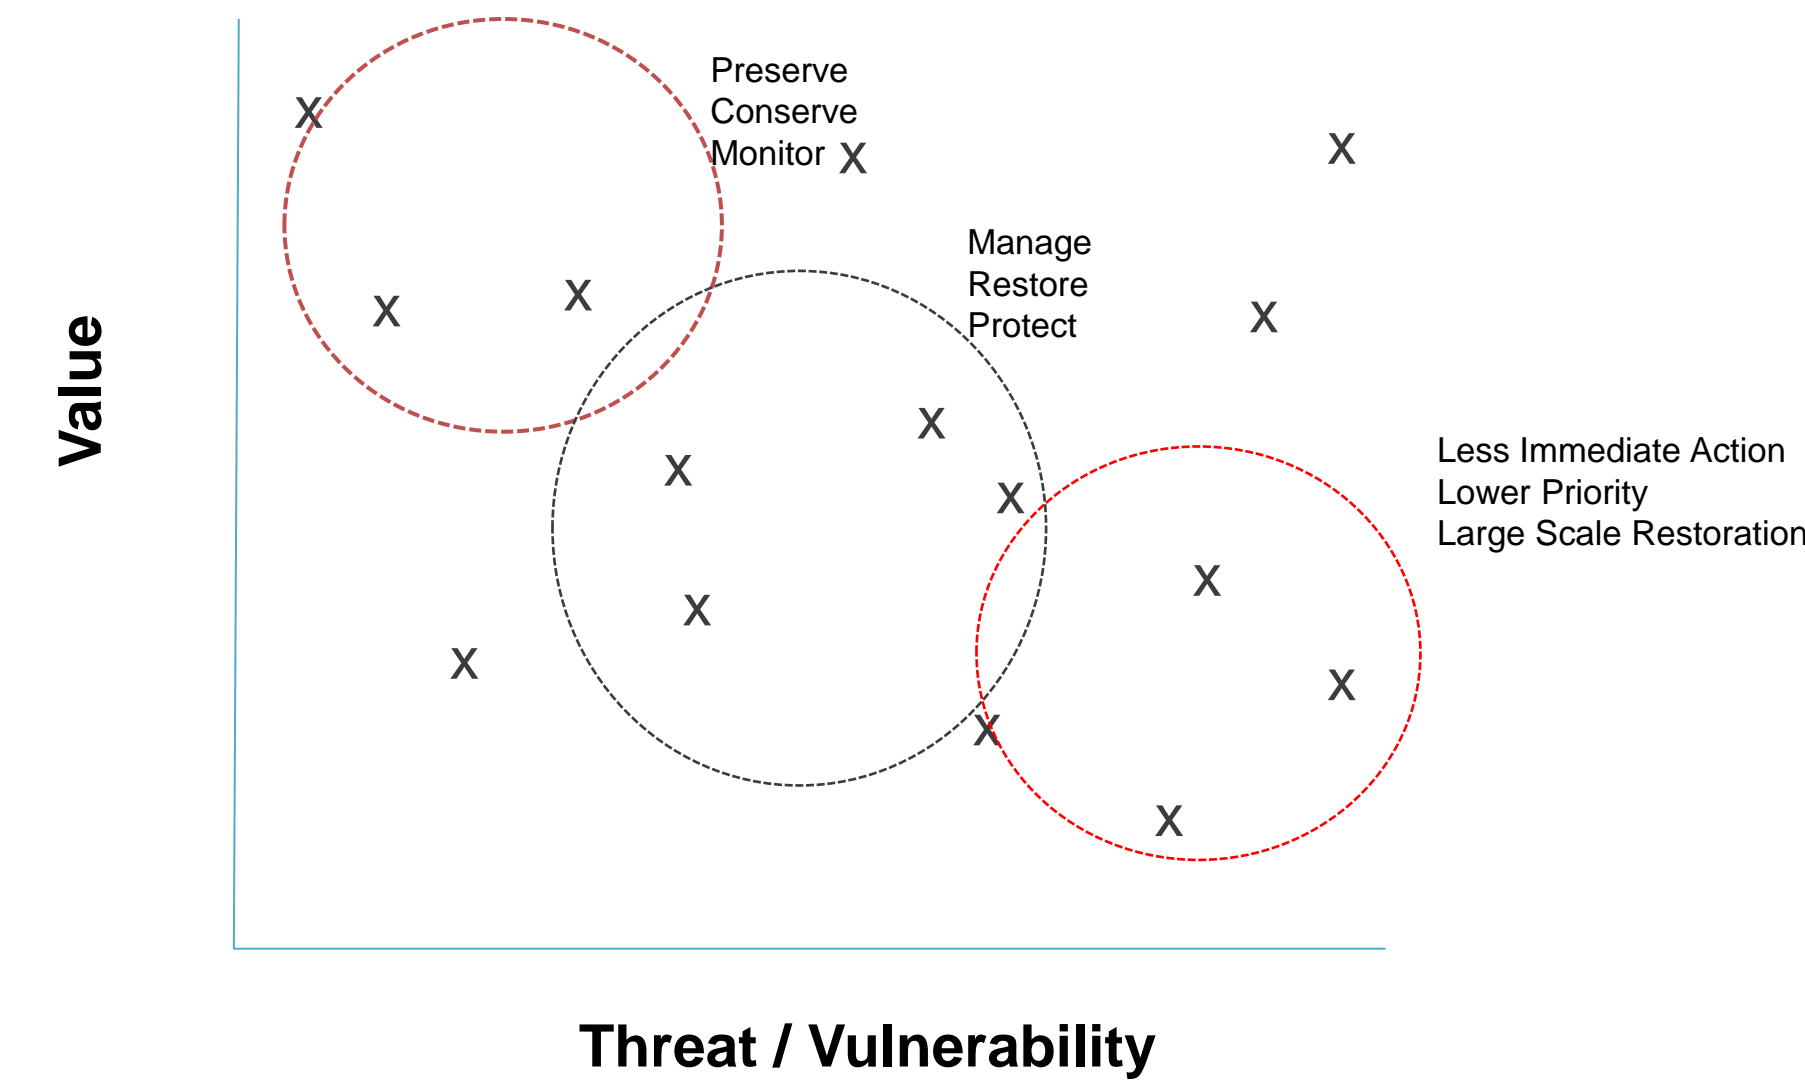 Preserve
Conserve
Monitor
X
X
X
Manage
Restore
Protect
X
X
X
Value
X
X
Less Immediate Action
Lower Priority
Large Scale Restoration
X
X
X
X
X
X
X
Threat / Vulnerability